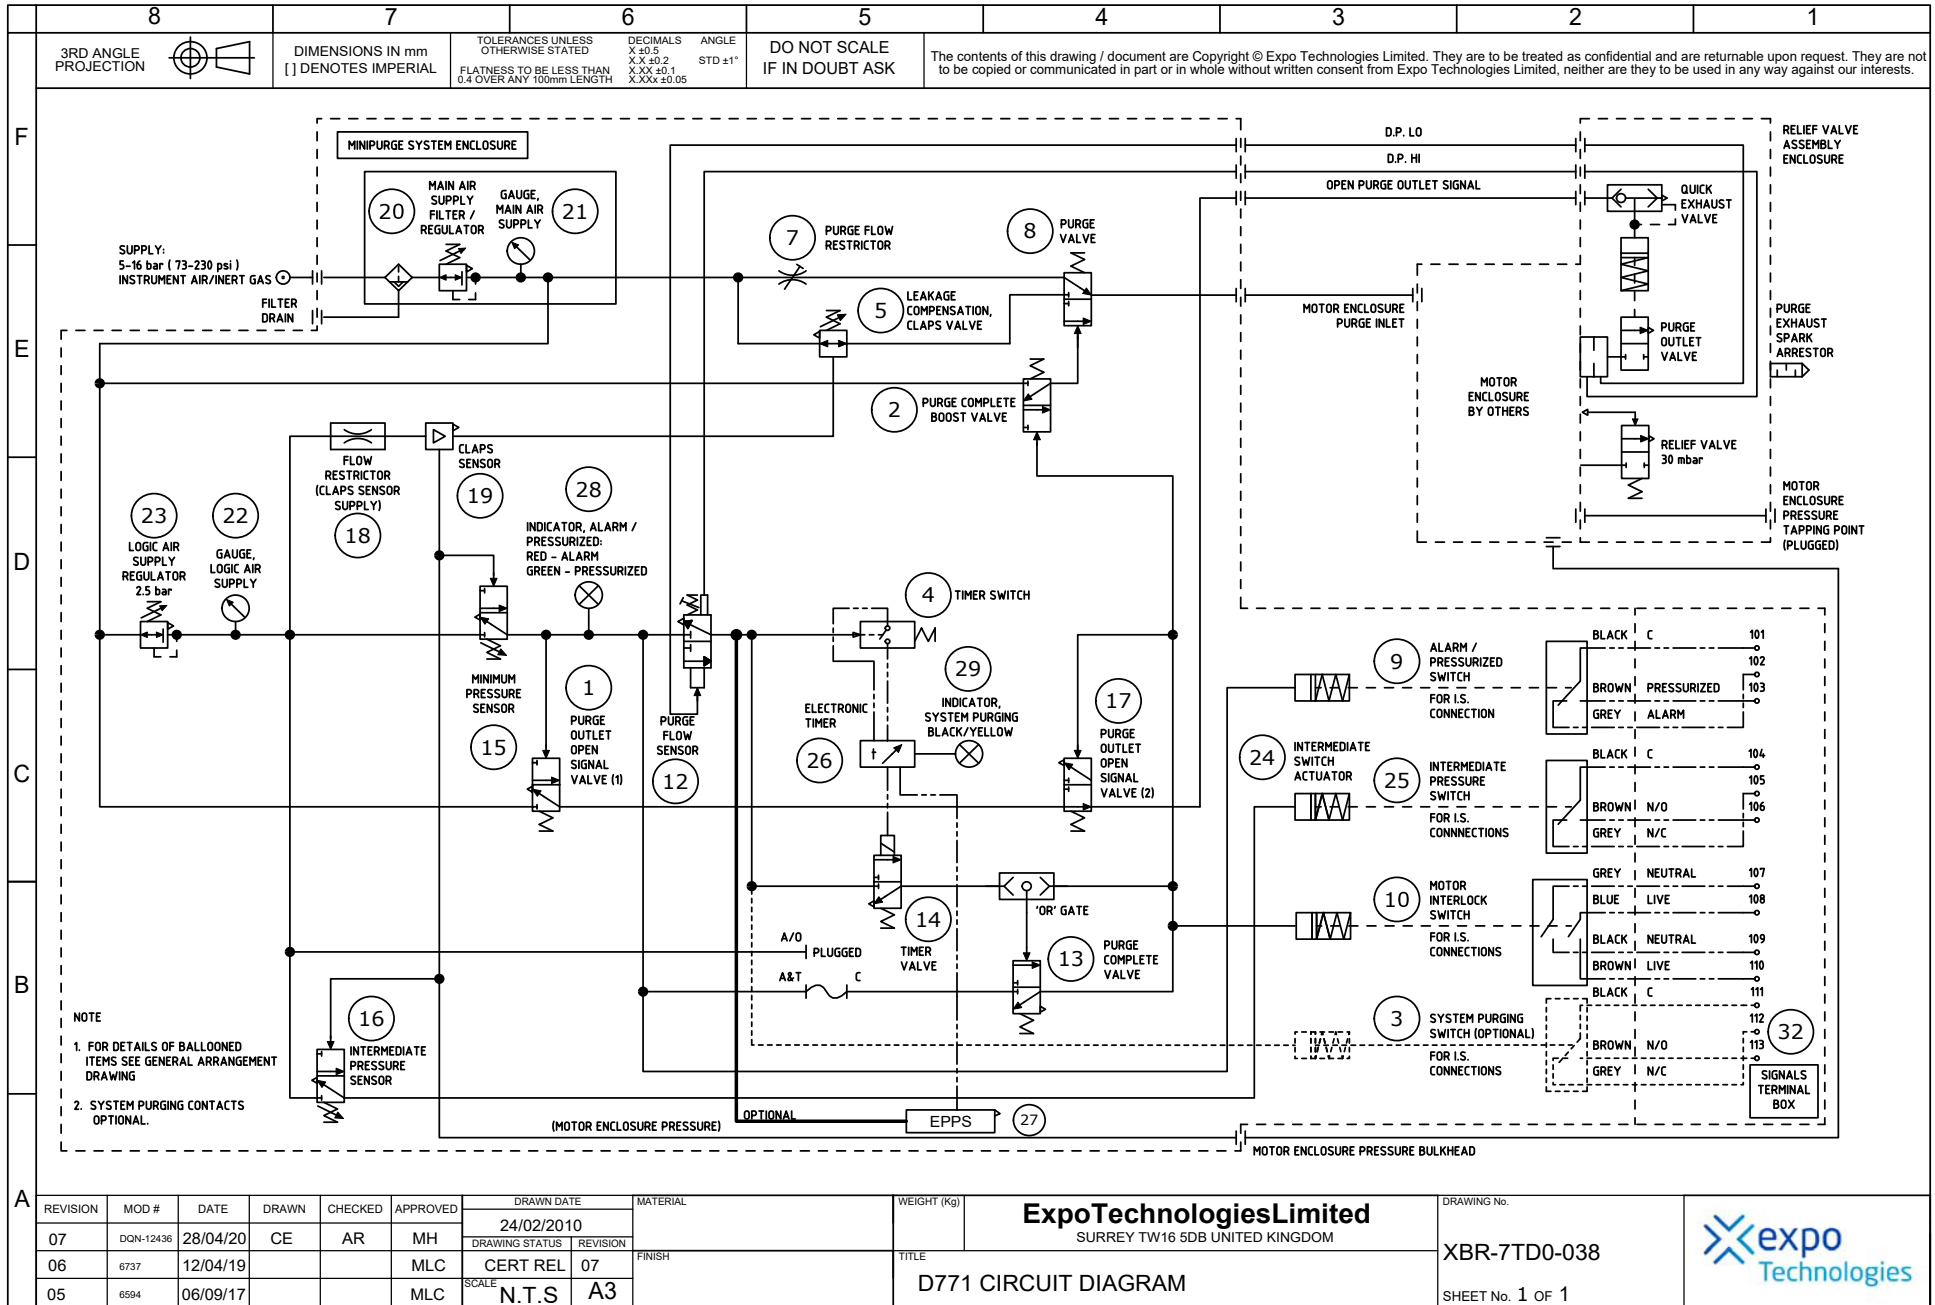 8 7 6 5 4 3 2 1
3RD ANGLE
PROJECTION
DIMENSIONS IN mm
[ ] DENOTES IMPERIAL
TOLERANCES UNLESS
OTHERWISE STATED
FLATNESS TO BE LESS THAN
0.4 OVER ANY 100mm LENGTH
DECIMALS
X ±0.5
X.X ±0.2
X.XX ±0.1
X.XXx ±0.05
ANGLE
STD ±1°
DO NOT SCALE
IF IN DOUBT ASK
The contents of this drawing / document are Copyright © Expo Technologies Limited. They are to be treated as confidential and are returnable upon request. They are not
to be copied or communicated in part or in whole without written consent from Expo Technologies Limited, neither are they to be used in any way against our interests.
F
E
D
C
B
A
MINIPURGE SYSTEM ENCLOSURE
20
MAIN AIR
SUPPLY
FILTER /
REGULATOR
GAUGE,
MAIN AIR
SUPPLY
21
SUPPLY:
5-16 bar ( 73-230 psi )
INSTRUMENT AIR/INERT GAS
FILTER
DRAIN
7
PURGE FLOW
RESTRICTOR
8
PURGE
VALVE
5
LEAKAGE
COMPENSATION,
CLAPS VALVE
2
PURGE COMPLETE
BOOST VALVE
D.P. LO
D.P. HI
OPEN PURGE OUTLET SIGNAL
MOTOR ENCLOSURE
PURGE INLET
RELIEF VALVE
ASSEMBLY
ENCLOSURE
QUICK
EXHAUST
VALVE
PURGE
OUTLET
VALVE
PURGE
EXHAUST
SPARK
ARRESTOR
MOTOR
ENCLOSURE
BY OTHERS
RELIEF VALVE
30 mbar
MOTOR
ENCLOSURE
PRESSURE
TAPPING POINT
(PLUGGED)
FLOW
RESTRICTOR
(CLAPS SENSOR
SUPPLY)
18
CLAPS
SENSOR
19
28
INDICATOR, ALARM /
PRESSURIZED:
RED - ALARM
GREEN - PRESSURIZED
23
LOGIC AIR
SUPPLY
REGULATOR
2.5 bar
22
GAUGE,
LOGIC AIR
SUPPLY
MINIMUM
PRESSURE
SENSOR
15
1
PURGE
OUTLET
OPEN
SIGNAL
VALVE (1)
PURGE
FLOW
SENSOR
12
4
TIMER SWITCH
ELECTRONIC
TIMER
26
t
29
INDICATOR,
SYSTEM PURGING
BLACK/YELLOW
17
PURGE
OUTLET
OPEN
SIGNAL
VALVE (2)
14
TIMER
VALVE
'OR' GATE
13
PURGE
COMPLETE
VALVE
A/O
PLUGGED
A&T
C
16
INTERMEDIATE
PRESSURE
SENSOR
NOTE
1. FOR DETAILS OF BALLOONED
ITEMS SEE GENERAL ARRANGEMENT
DRAWING
2. SYSTEM PURGING CONTACTS
OPTIONAL.
(MOTOR ENCLOSURE PRESSURE)
OPTIONAL
EPPS
27
MOTOR ENCLOSURE PRESSURE BULKHEAD
9
ALARM /
PRESSURIZED
SWITCH
FOR I.S.
CONNECTION
BLACK C 101
102
BROWN PRESSURIZED 103
GREY ALARM
24
INTERMEDIATE
SWITCH
ACTUATOR
25
INTERMEDIATE
PRESSURE
SWITCH
FOR I.S.
CONNNECTIONS
BLACK C 104
105
BROWN N/O 106
GREY N/C
10
MOTOR
INTERLOCK
SWITCH
FOR I.S.
CONNECTIONS
GREY NEUTRAL 107
BLUE LIVE 108
BLACK NEUTRAL 109
BROWN LIVE 110
3
SYSTEM PURGING
SWITCH (OPTIONAL)
FOR I.S.
CONNECTIONS
BLACK C 111
112
BROWN N/O 113
GREY N/C
32
SIGNALS
TERMINAL
BOX
REVISION MOD # DATE DRAWN CHECKED APPROVED
07 DQN-12436 28/04/20 CE AR MH
06 6737 12/04/19 MLC
05 6594 06/09/17 MLC
DRAWN DATE
24/02/2010
DRAWING STATUS REVISION
CERT REL 07
SCALE N.T.S A3
MATERIAL
FINISH
WEIGHT (Kg)
ExpoTechnologiesLimited
SURREY TW16 5DB UNITED KINGDOM
TITLE
D771 CIRCUIT DIAGRAM
DRAWING No.
XBR-7TD0-038
SHEET No. 1 OF 1
expo
Technologies